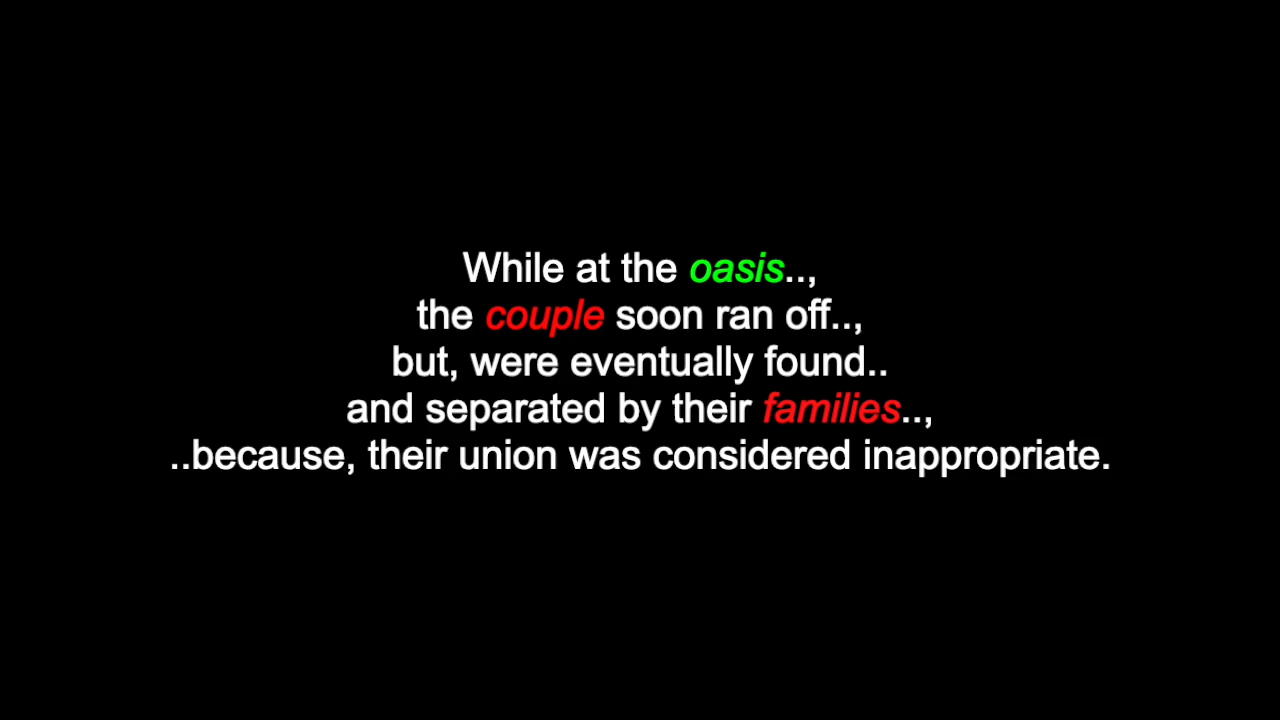 While at the oasis..,
the couple soon ran off..,
but, were eventually found..
and separated by their families..,
..because, their union was considered inappropriate.